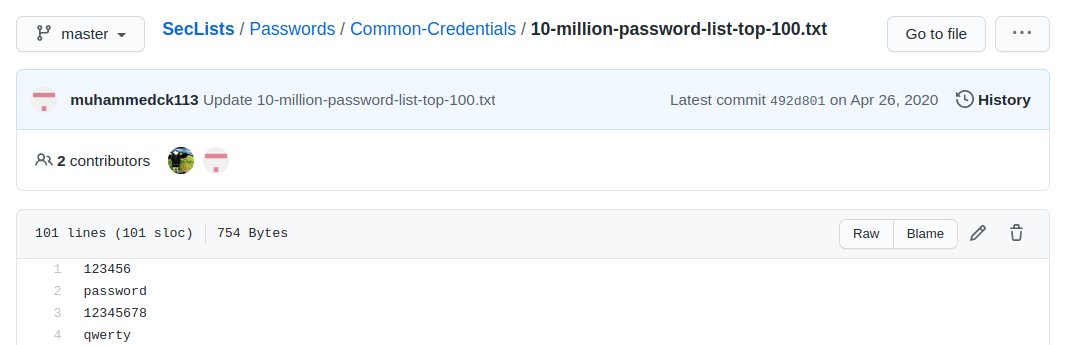 master SecLists / Passwords / Common-Credentials / 10-million-password-list-top-100.txt Go to file ...
muhammedck113 Update 10-million-password-list-top-100.txt Latest commit 492d801 on Apr 26, 2020 History
2 contributors
101 lines (101 sloc) 754 Bytes Raw Blame
1 123456
2 password
3 12345678
4 qwerty